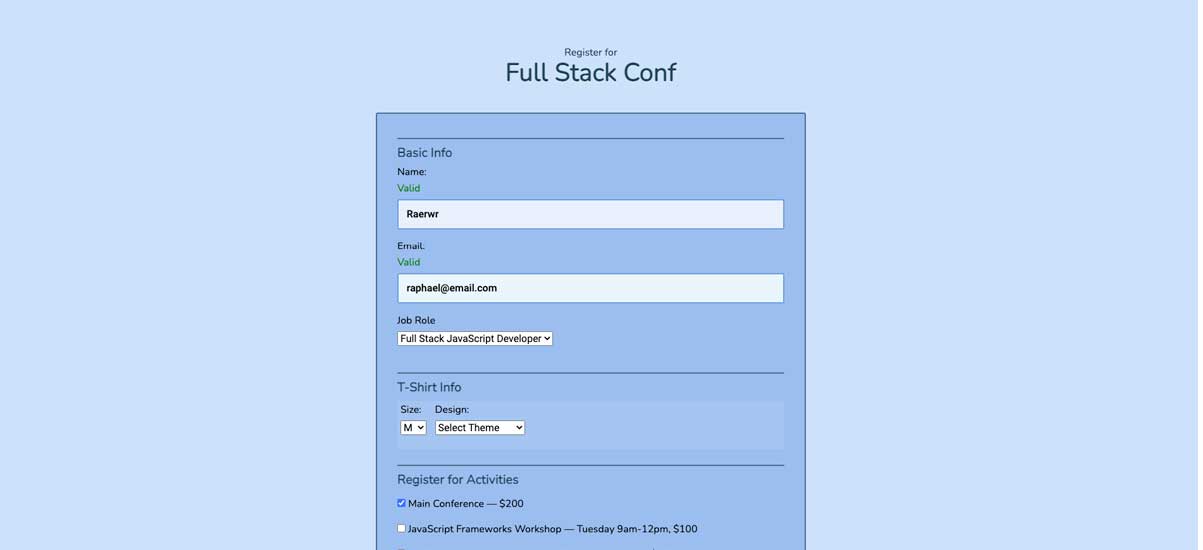 Register for
Full Stack Conf
Basic Info
Name:
Valid
Raerwr
Email:
Valid
raphael@email.com
Job Role
Full Stack JavaScript Developer
T-Shirt Info
Size: Design:
M Select Theme
Register for Activities
Main Conference — $200
JavaScript Frameworks Workshop — Tuesday 9am-12pm, $100